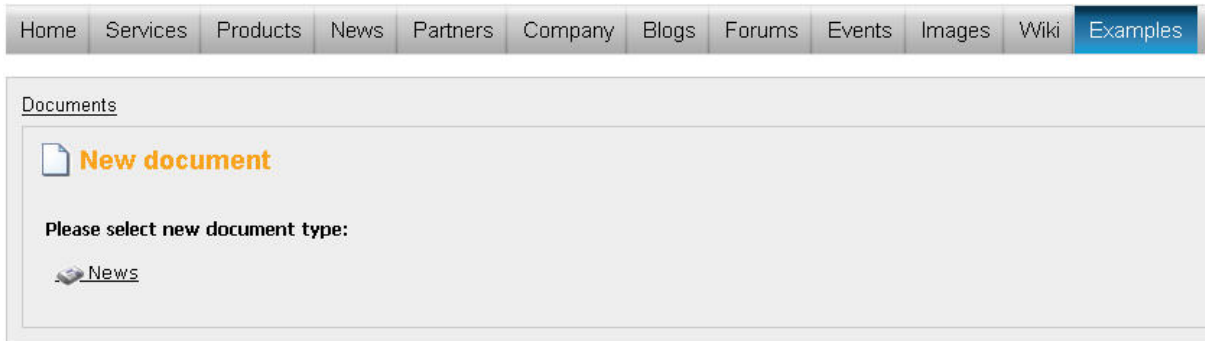 Home Services Products News Partners Company Blogs Forums Events Images Wiki Examples
Documents
New document
Please select new document type:
News